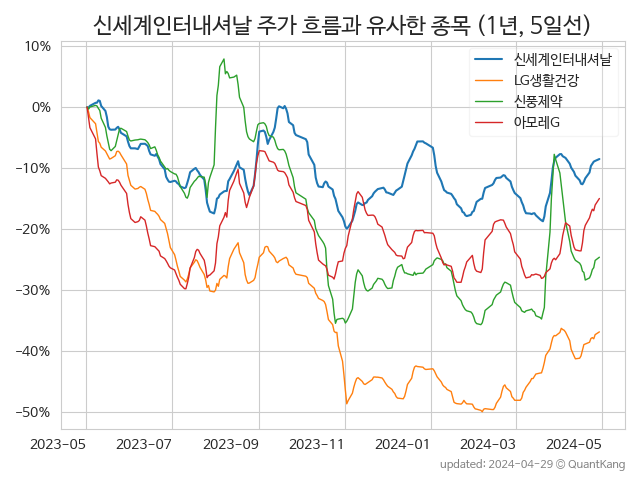 신세계인터내셔날 주가 흐름과 유사한 종목 (1년, 5일선)
10%
0%
−10%
−20%
−30%
−40%
−50%
신세계인터내셔날
LG생활건강
신풍제약
아모레G
2023-05
2023-07
2023-09
2023-11
2024-01
2024-03
2024-05
updated: 2024-04-29 © QuantKang